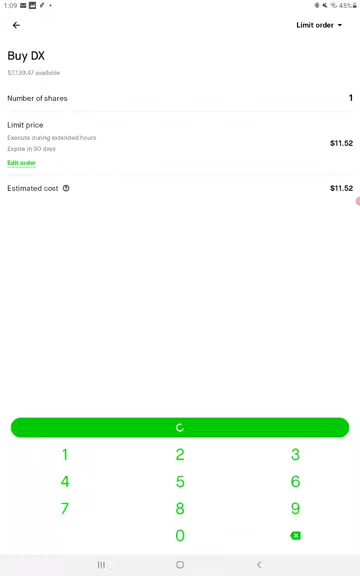 1:09 45%
Limit order
Buy DX
$7,139.47 available
Number of shares 1
Limit price
Execute during extended hours
$11.52
Expire in 90 days
Edit order
Estimated cost $11.52
1 2 3
4 5 6
7 8 9
0